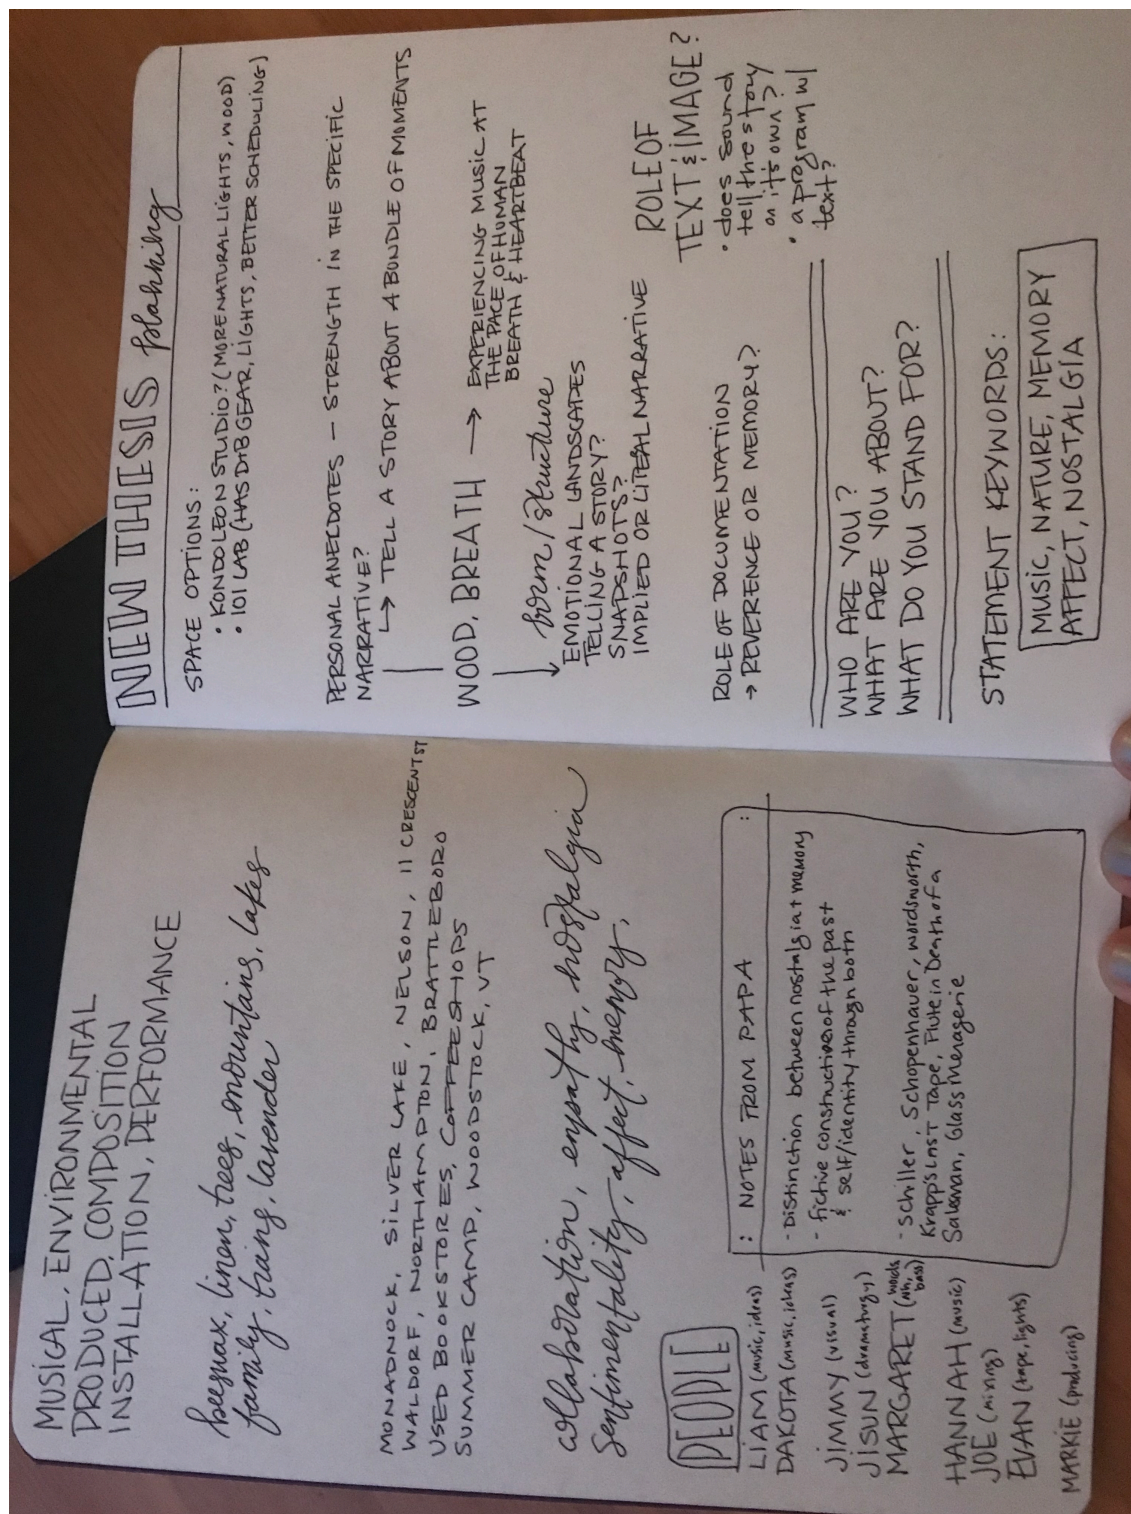 MUSICAL, ENVIRONMENTAL
PRODUCED, COMPOSITION
INSTALLATION, PERFORMANCE
beeswax, linen, trees, mountains, lakes
family, trains, lavender
MONADNOCK, SILVER LAKE, NELSON, 11 CRESCENT ST
WALDORF, NORTHAMPTON, BRATTLEBORO
USED BOOKSTORES, COFFEESHOPS
SUMMER CAMP, WOODSTOCK, VT
collaboration, empathy, nostalgia
Sentimentality, affect, memory,
PEOPLE
LIAM (music, ideas)
DAKOTA (music, ideas)
JIMMY (visual)
JISUN (dramaturgy)
MARGARET (words, bass)
HANNAH (music)
JOE (mixing)
EVAN (tape, lights)
MARKIE (producing)
: NOTES FROM PAPA :
- Distinction between nostalgia & memory
- fictive construction of the past
& self/identity through both
- Schiller, Schopenhauer, wordsworth,
Krapp's LAST Tape, Flute in Death of a
Salesman, Glass Menagerie
NEW THESIS planning
SPACE OPTIONS:
• KONDOLEON STUDIO? (MORE NATURAL LIGHTS, WOOD)
• 101 LAB (HAS D+B GEAR, LIGHTS, BETTER SCHEDULING)
PERSONAL ANECDOTES - STRENGTH IN THE SPECIFIC
NARRATIVE?
↳ TELL A STORY ABOUT A BUNDLE OF MOMENTS
WOOD, BREATH → EXPERIENCING MUSIC AT
THE PACE OF HUMAN
BREATH & HEARTBEAT
form/structure
EMOTIONAL LANDSCAPES
TELLING A STORY?
SNAPSHOTS?
IMPLIED OR LITERAL NARRATIVE
ROLE OF
TEXT & IMAGE?
• does sound
tell the story
on its own?
• a program w/
text?
ROLE OF DOCUMENTATION
→ REVERENCE OR MEMORY?
WHO ARE YOU?
WHAT ARE YOU ABOUT?
WHAT DO YOU STAND FOR?
STATEMENT KEYWORDS:
MUSIC, NATURE, MEMORY
AFFECT, NOSTALGIA